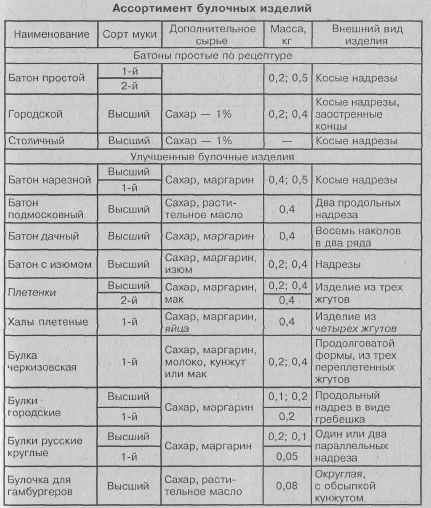 Ассортимент булочных изделий
Наименование Сорт муки Дополнительное сырье Масса, кг Внешний вид изделия
Батоны простые по рецептуре
Батон простой 1-й 0,2; 0,5 Косые надрезы
2-й
Городской Высший Сахар — 1% 0,2; 0,4 Косые надрезы, заостренные концы
Столичный Высший Сахар — 1% — Косые надрезы
Улучшенные булочные изделия
Батон нарезной Высший Сахар, маргарин 0,4; 0,5 Косые надрезы
1-й
Батон подмосковный Высший Сахар, расти-
тельное масло 0,4 Два продольных надреза
Батон дачный Высший Сахар, маргарин 0,4 Восемь наколов в два ряда
Батон с изюмом Высший Сахар, маргарин, изюм 0,2; 0,4 Надрезы
Плетенки Высший Сахар, маргарин, мак 0,2; 0,4 Изделие из трех жгутов
2-й 0,4
Халы плетеные 1-й Сахар, маргарин, яйца 0,4 Изделие из четырех жгутов
Булка черкизовская 1-й Сахар, маргарин, молоко, кунжут или мак 0,2; 0,4 Продолговатой формы, из трех переплетенных жгутов
Булки городские Высший Сахар, маргарин 0,1; 0,2 Продольный надрез в виде гребешка
1-й 0,2
Булки русские круглые Высший Сахар, маргарин 0,2; 0,1 Один или два параллельных надреза
1-й 0,05
Булочка для гамбургеров Высший Сахар, расти-
тельное масло 0,08 Округлая, с обсыпкой кунжутом